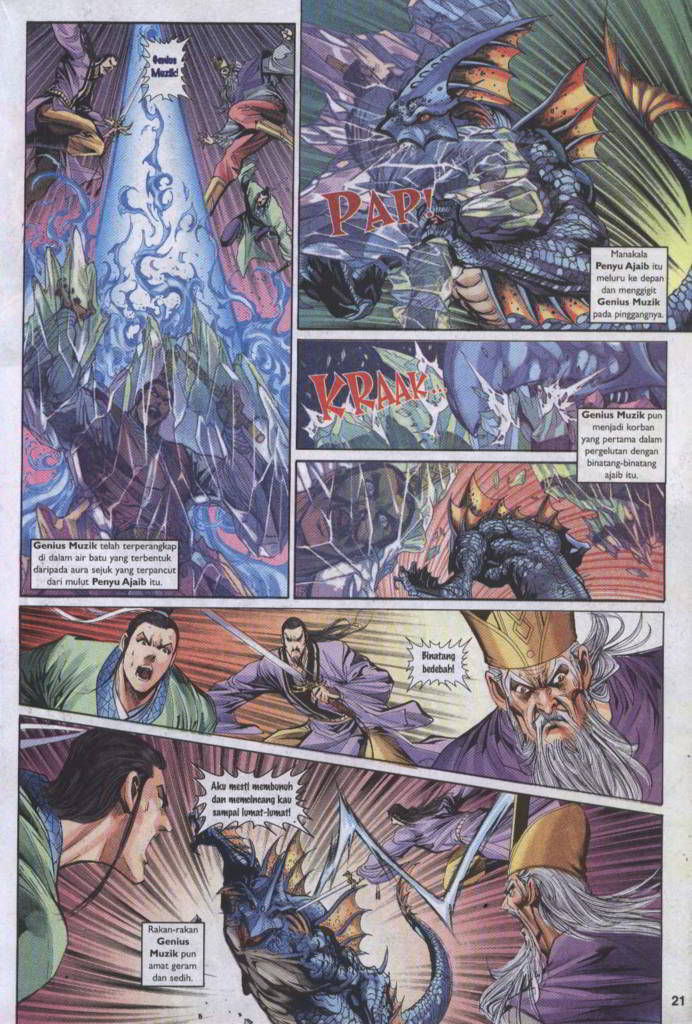 Genius
Muzik!
Genius Muzik telah terperangkap
di dalam air batu yang terbentuk
daripada aura sejuk yang terpancut
dari mulut Penyu Ajaib itu.
PAP!
Manakala
Penyu Ajaib itu
meluru ke depan
dan menggigit
Genius Muzik
pada pinggangnya.
KRAAK...
Genius Muzik pun
menjadi korban
yang pertama dalam
pergelutan dengan
binatang-binatang
ajaib itu.
Binatang
bedebah!
Aku mesti membunuh
dan memcincang kau
sampai lumat-lumat!
Rakan-rakan
Genius
Muzik pun
amat geram
dan sedih.
21